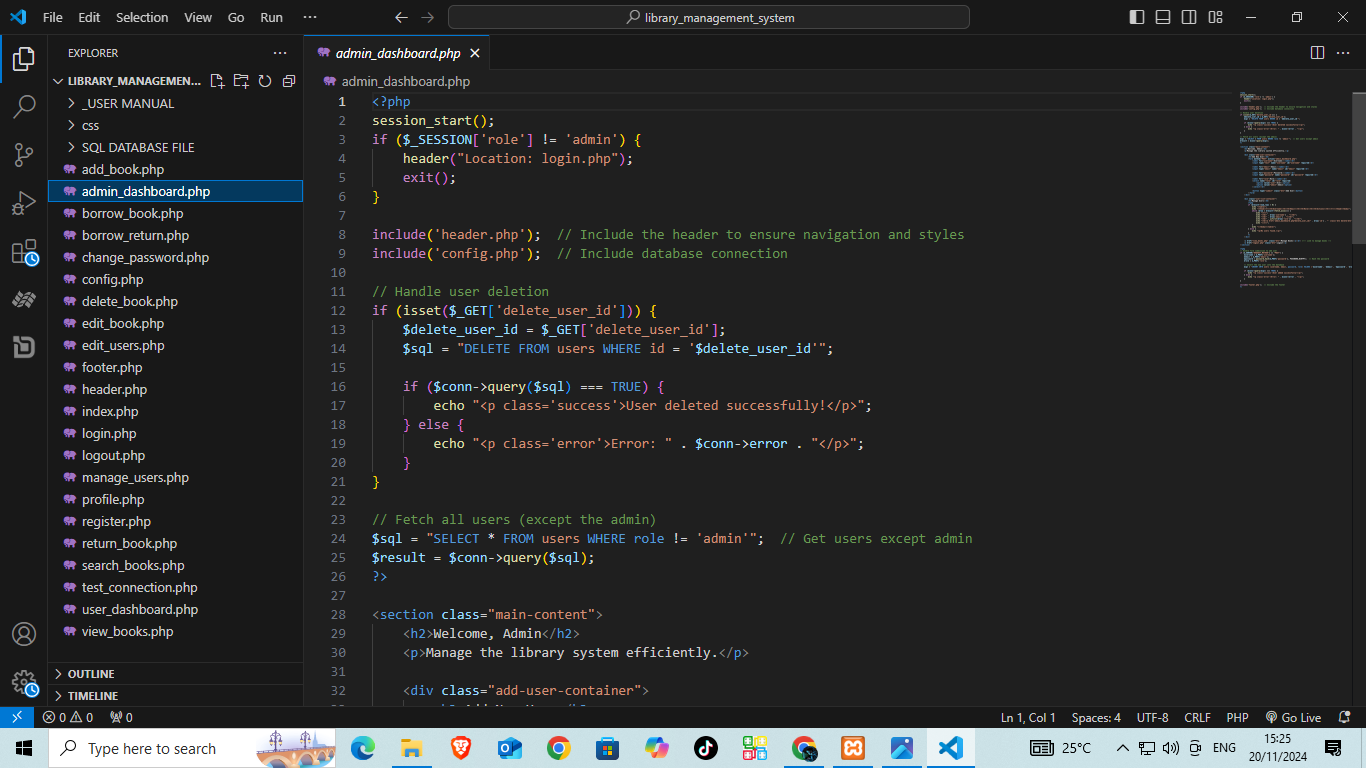 File Edit Selection View Go Run ··· library_management_system
EXPLORER ···
LIBRARY_MANAGEMEN...
_USER MANUAL
css
SQL DATABASE FILE
add_book.php
admin_dashboard.php
borrow_book.php
borrow_return.php
change_password.php
config.php
delete_book.php
edit_book.php
edit_users.php
footer.php
header.php
index.php
login.php
logout.php
manage_users.php
profile.php
register.php
return_book.php
search_books.php
test_connection.php
user_dashboard.php
view_books.php
OUTLINE
TIMELINE
admin_dashboard.php
admin_dashboard.php
1 <?php
2 session_start();
3 if ($_SESSION['role'] != 'admin') {
4     header("Location: login.php");
5     exit();
6 }
7
8 include('header.php');  // Include the header to ensure navigation and styles
9 include('config.php');  // Include database connection
10
11 // Handle user deletion
12 if (isset($_GET['delete_user_id'])) {
13     $delete_user_id = $_GET['delete_user_id'];
14     $sql = "DELETE FROM users WHERE id = '$delete_user_id'";
15
16     if ($conn->query($sql) === TRUE) {
17         echo "<p class='success'>User deleted successfully!</p>";
18     } else {
19         echo "<p class='error'>Error: " . $conn->error . "</p>";
20     }
21 }
22
23 // Fetch all users (except the admin)
24 $sql = "SELECT * FROM users WHERE role != 'admin'";  // Get users except admin
25 $result = $conn->query($sql);
26 ?>
27
28 <section class="main-content">
29     <h2>Welcome, Admin</h2>
30     <p>Manage the library system efficiently.</p>
31
32     <div class="add-user-container">
0 0 0 Ln 1, Col 1 Spaces: 4 UTF-8 CRLF PHP Go Live
Type here to search 25°C ENG 15:25
20/11/2024